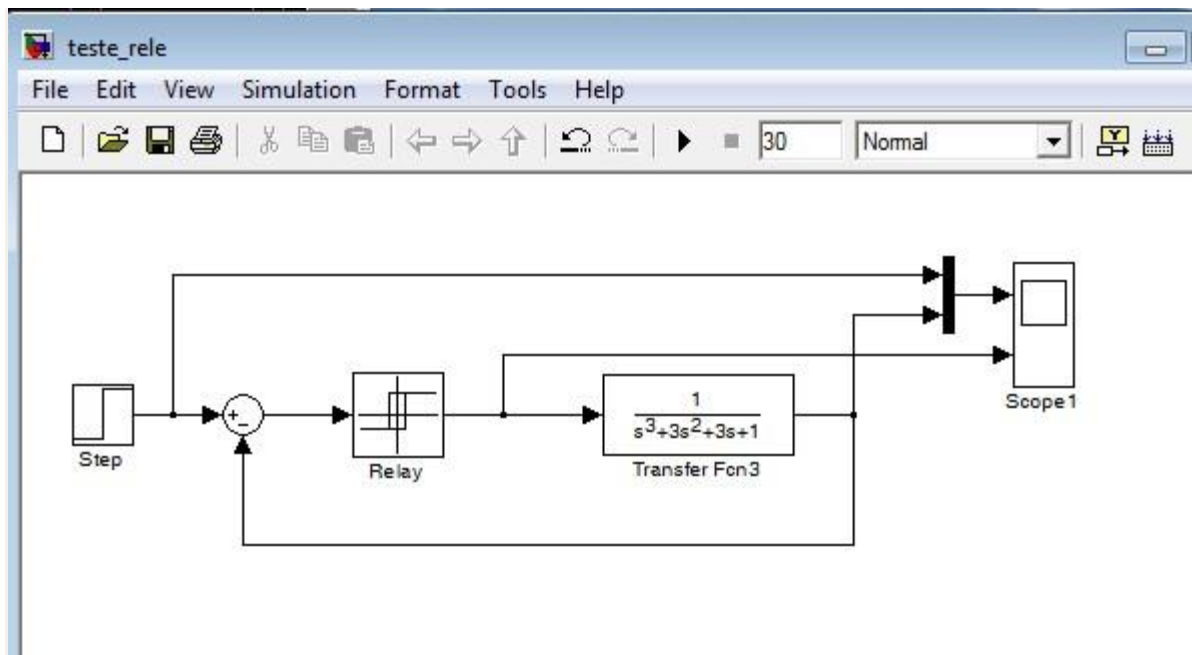 teste_rele
File Edit View Simulation Format Tools Help
30 Normal
Step
+
-
Relay
1
s³+3s²+3s+1
Transfer Fcn3
Scope1